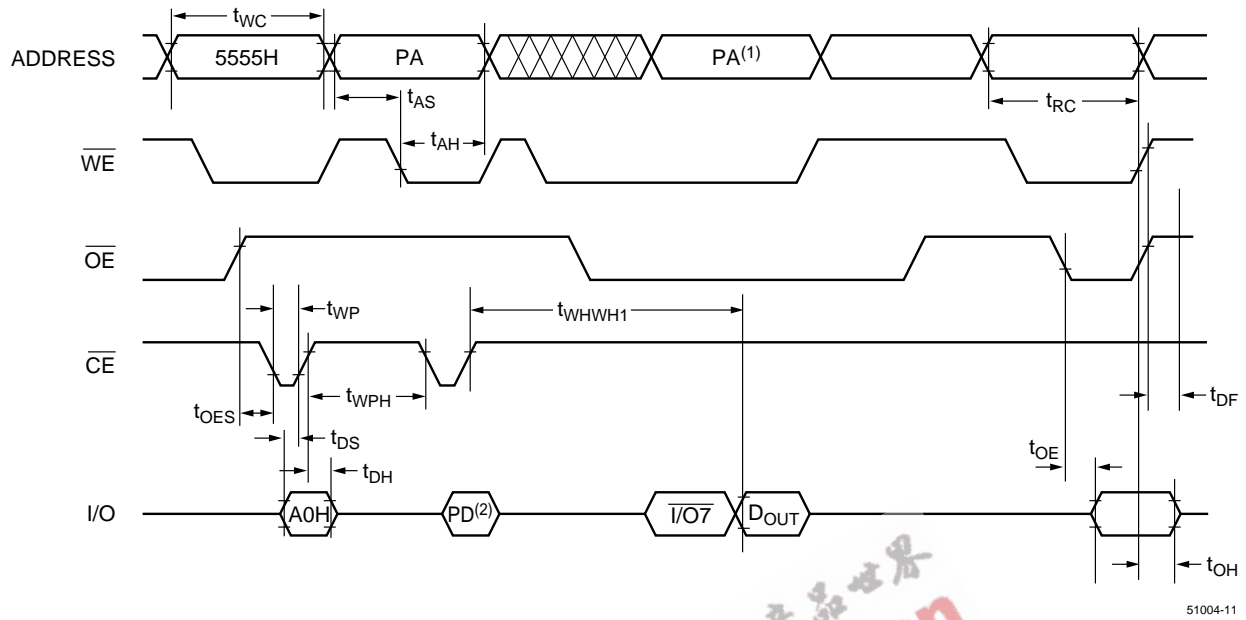 tWC
ADDRESS 5555H PA PA(1)
tAS tRC
tAH
WE
OE
tWP tWHWH1
CE
tWPH
tOES tDF
tDS tOE
tDH
I/O A0H PD(2) I/O7 DOUT
tOH
51004-11